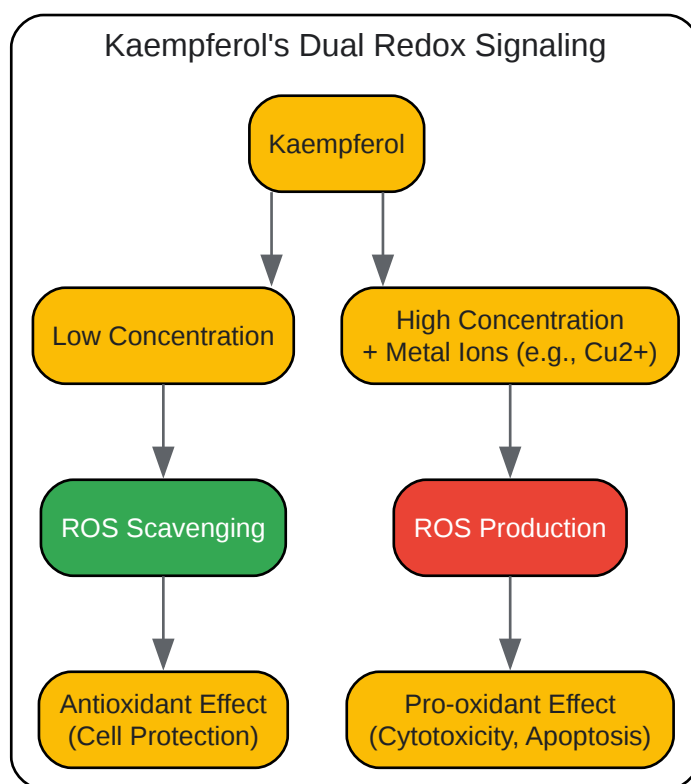 Kaempferol's Dual Redox Signaling
Kaempferol
Low Concentration
High Concentration
+ Metal Ions (e.g., Cu2+)
ROS Scavenging
ROS Production
Antioxidant Effect
(Cell Protection)
Pro-oxidant Effect
(Cytotoxicity, Apoptosis)